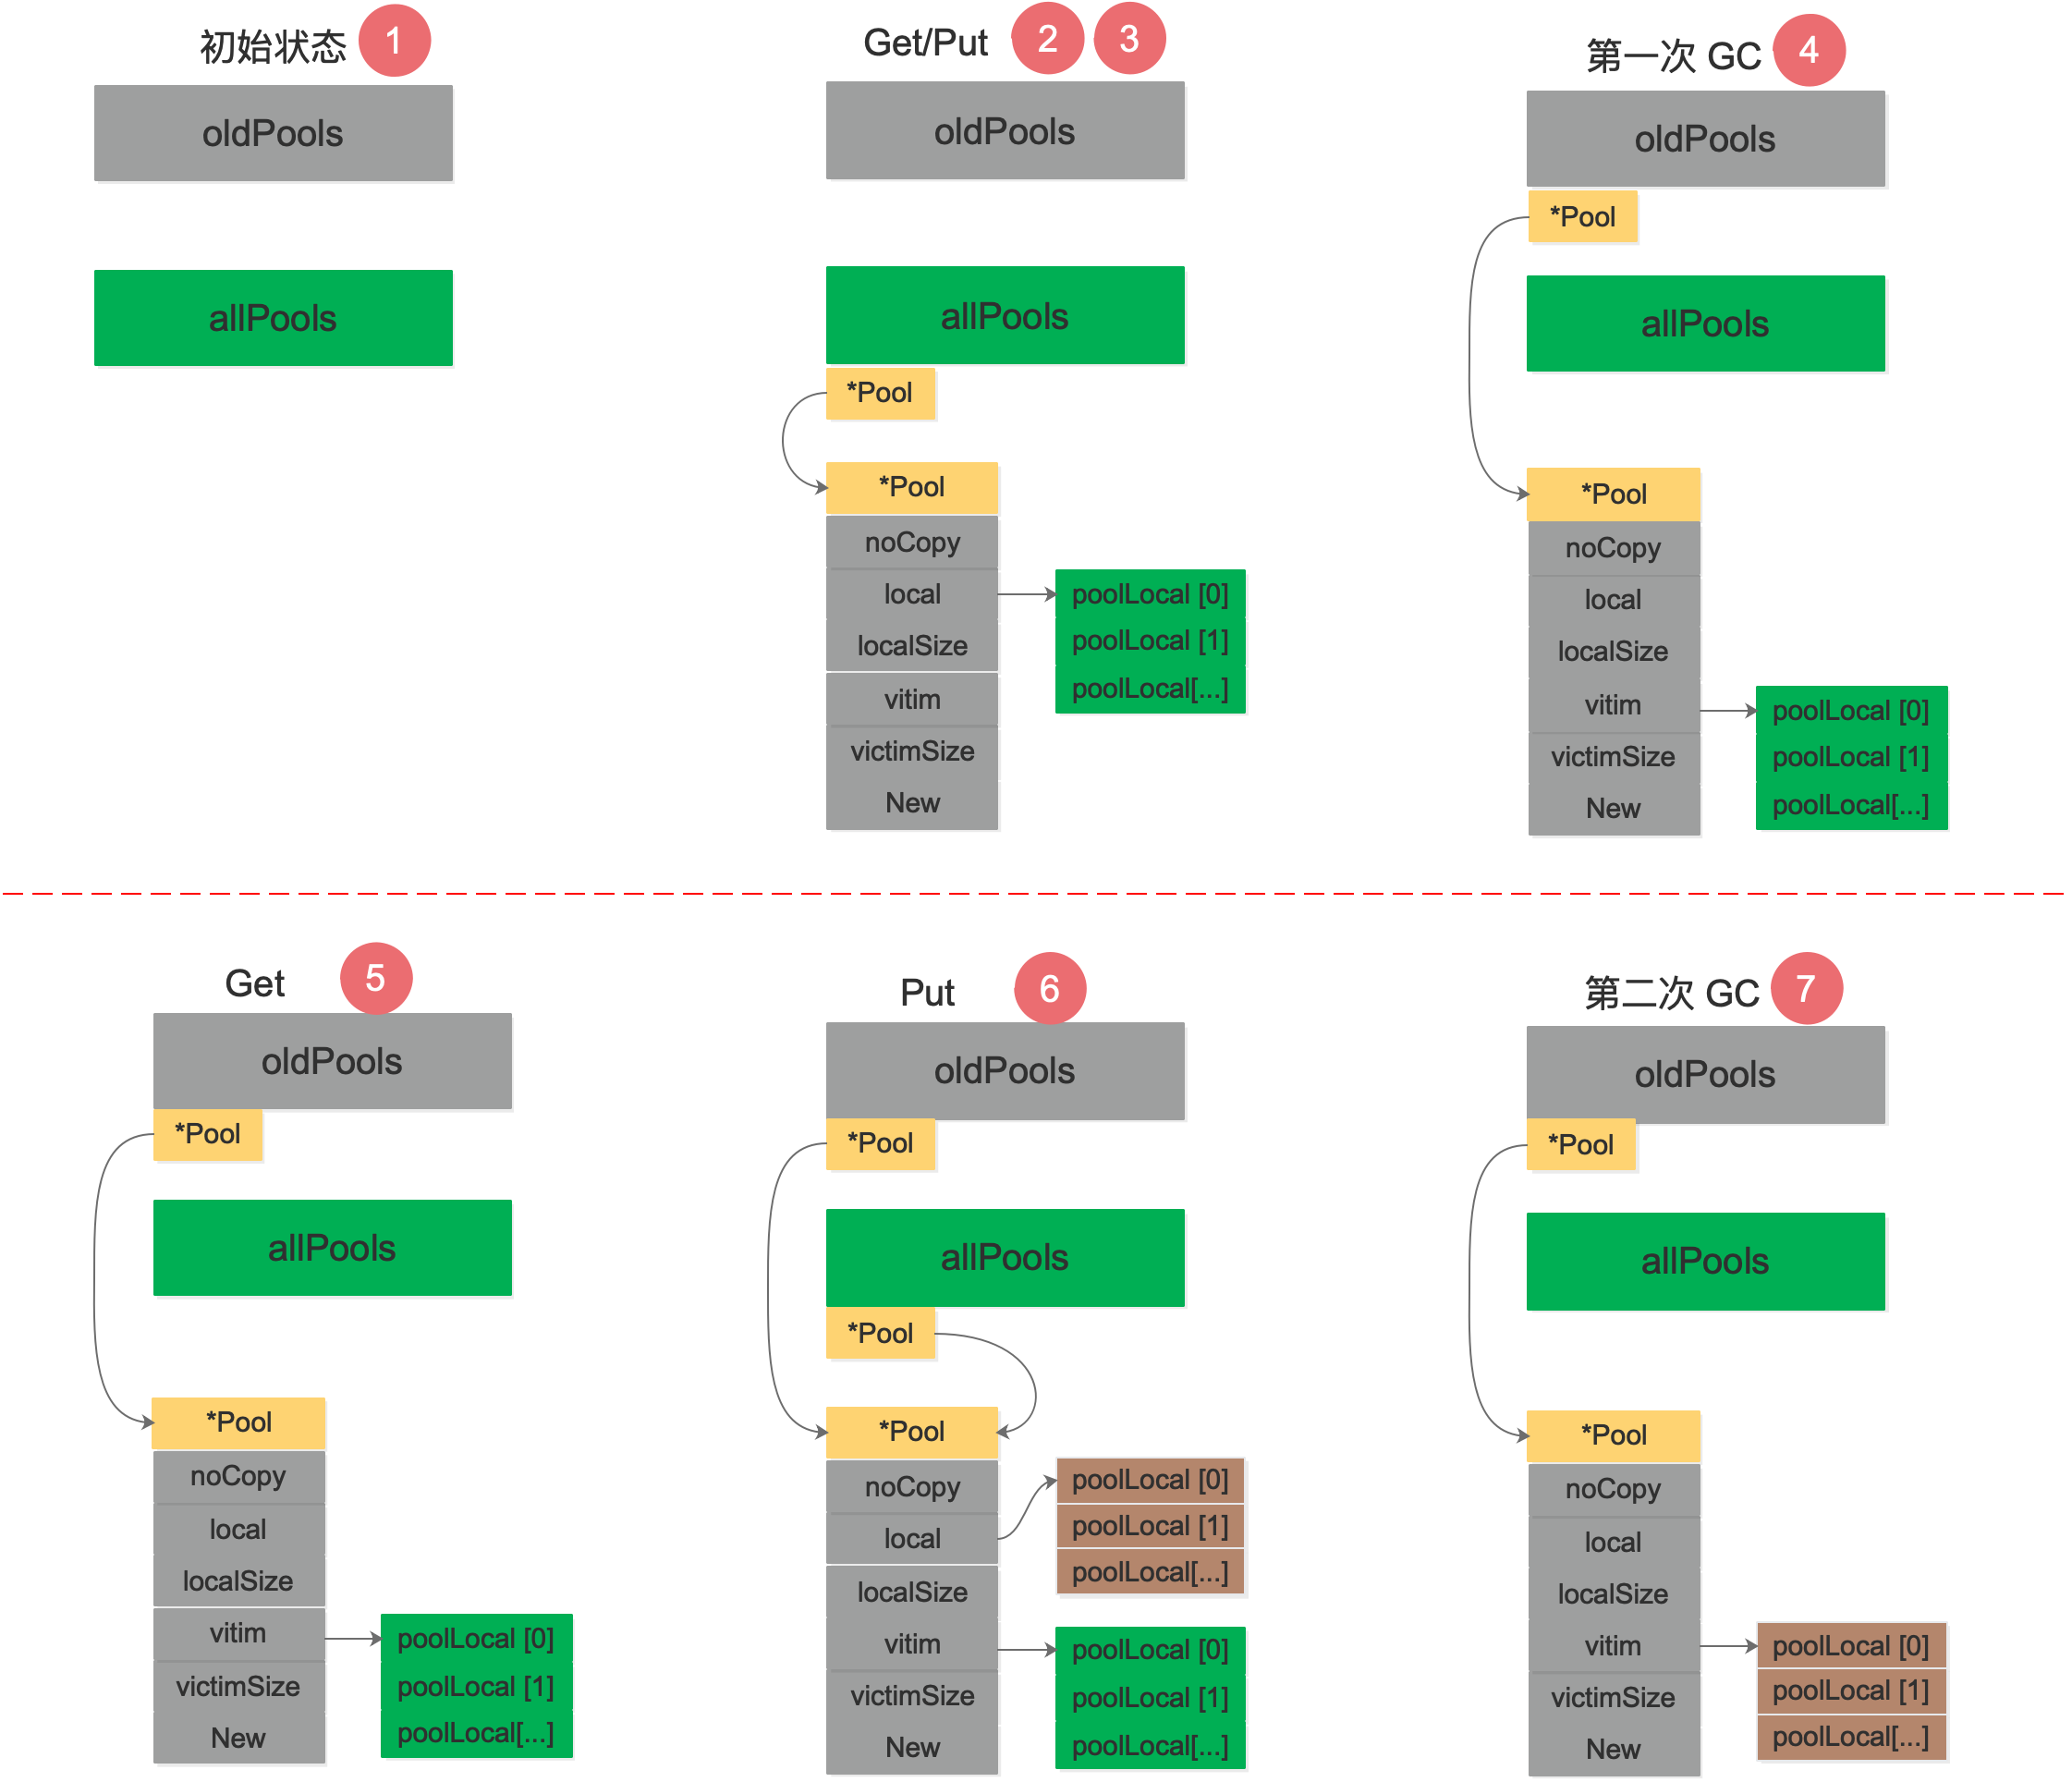 初始状态 1
oldPools
allPools
Get/Put 2 3
oldPools
allPools
*Pool
*Pool
noCopy
local
localSize
vitim
victimSize
New
poolLocal [0]
poolLocal [1]
poolLocal[...]
第一次 GC 4
oldPools
*Pool
allPools
*Pool
noCopy
local
localSize
vitim
victimSize
New
poolLocal [0]
poolLocal [1]
poolLocal[...]
Get 5
oldPools
*Pool
allPools
*Pool
noCopy
local
localSize
vitim
victimSize
New
poolLocal [0]
poolLocal [1]
poolLocal[...]
Put 6
oldPools
*Pool
allPools
*Pool
*Pool
noCopy
local
localSize
vitim
victimSize
New
poolLocal [0]
poolLocal [1]
poolLocal[...]
poolLocal [0]
poolLocal [1]
poolLocal[...]
第二次 GC 7
oldPools
*Pool
allPools
*Pool
noCopy
local
localSize
vitim
victimSize
New
poolLocal [0]
poolLocal [1]
poolLocal[...]